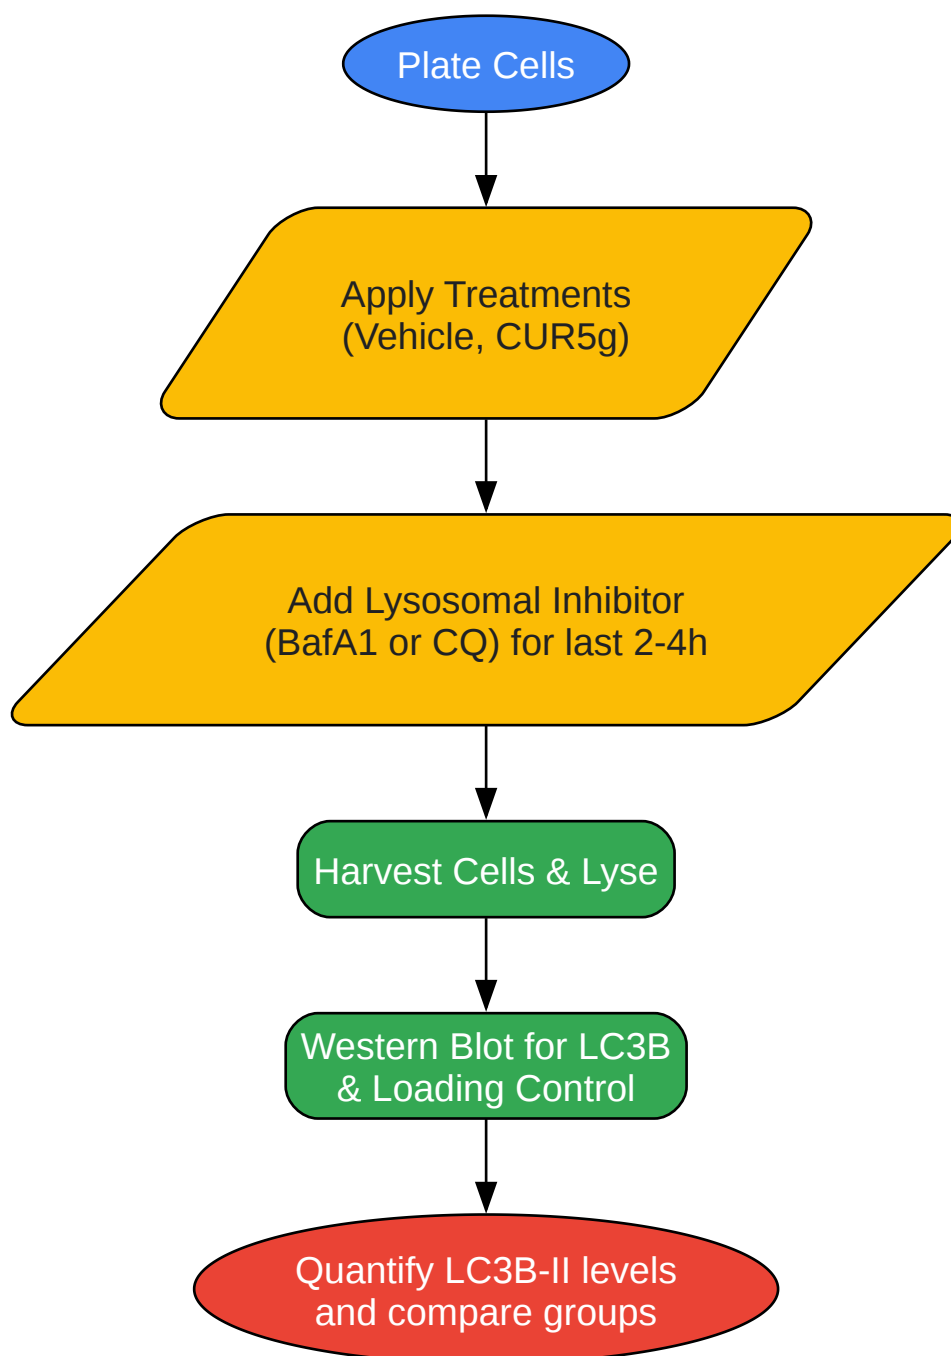 Plate Cells
Apply Treatments
(Vehicle, CUR5g)
Add Lysosomal Inhibitor
(BafA1 or CQ) for last 2-4h
Harvest Cells & Lyse
Western Blot for LC3B
& Loading Control
Quantify LC3B-II levels
and compare groups